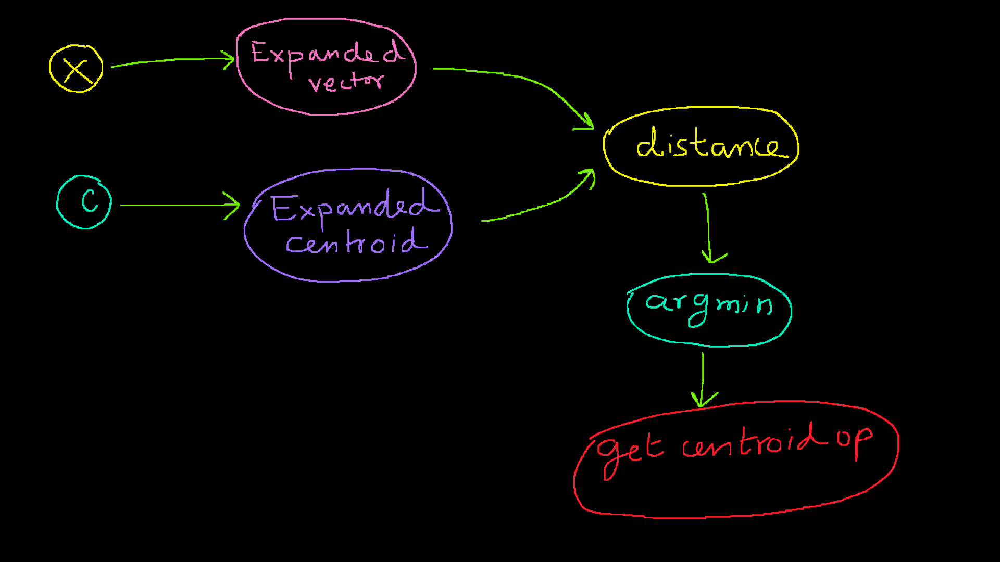 X
Expanded
vector
distance
C
Expanded
centroid
argmin
get centroid op